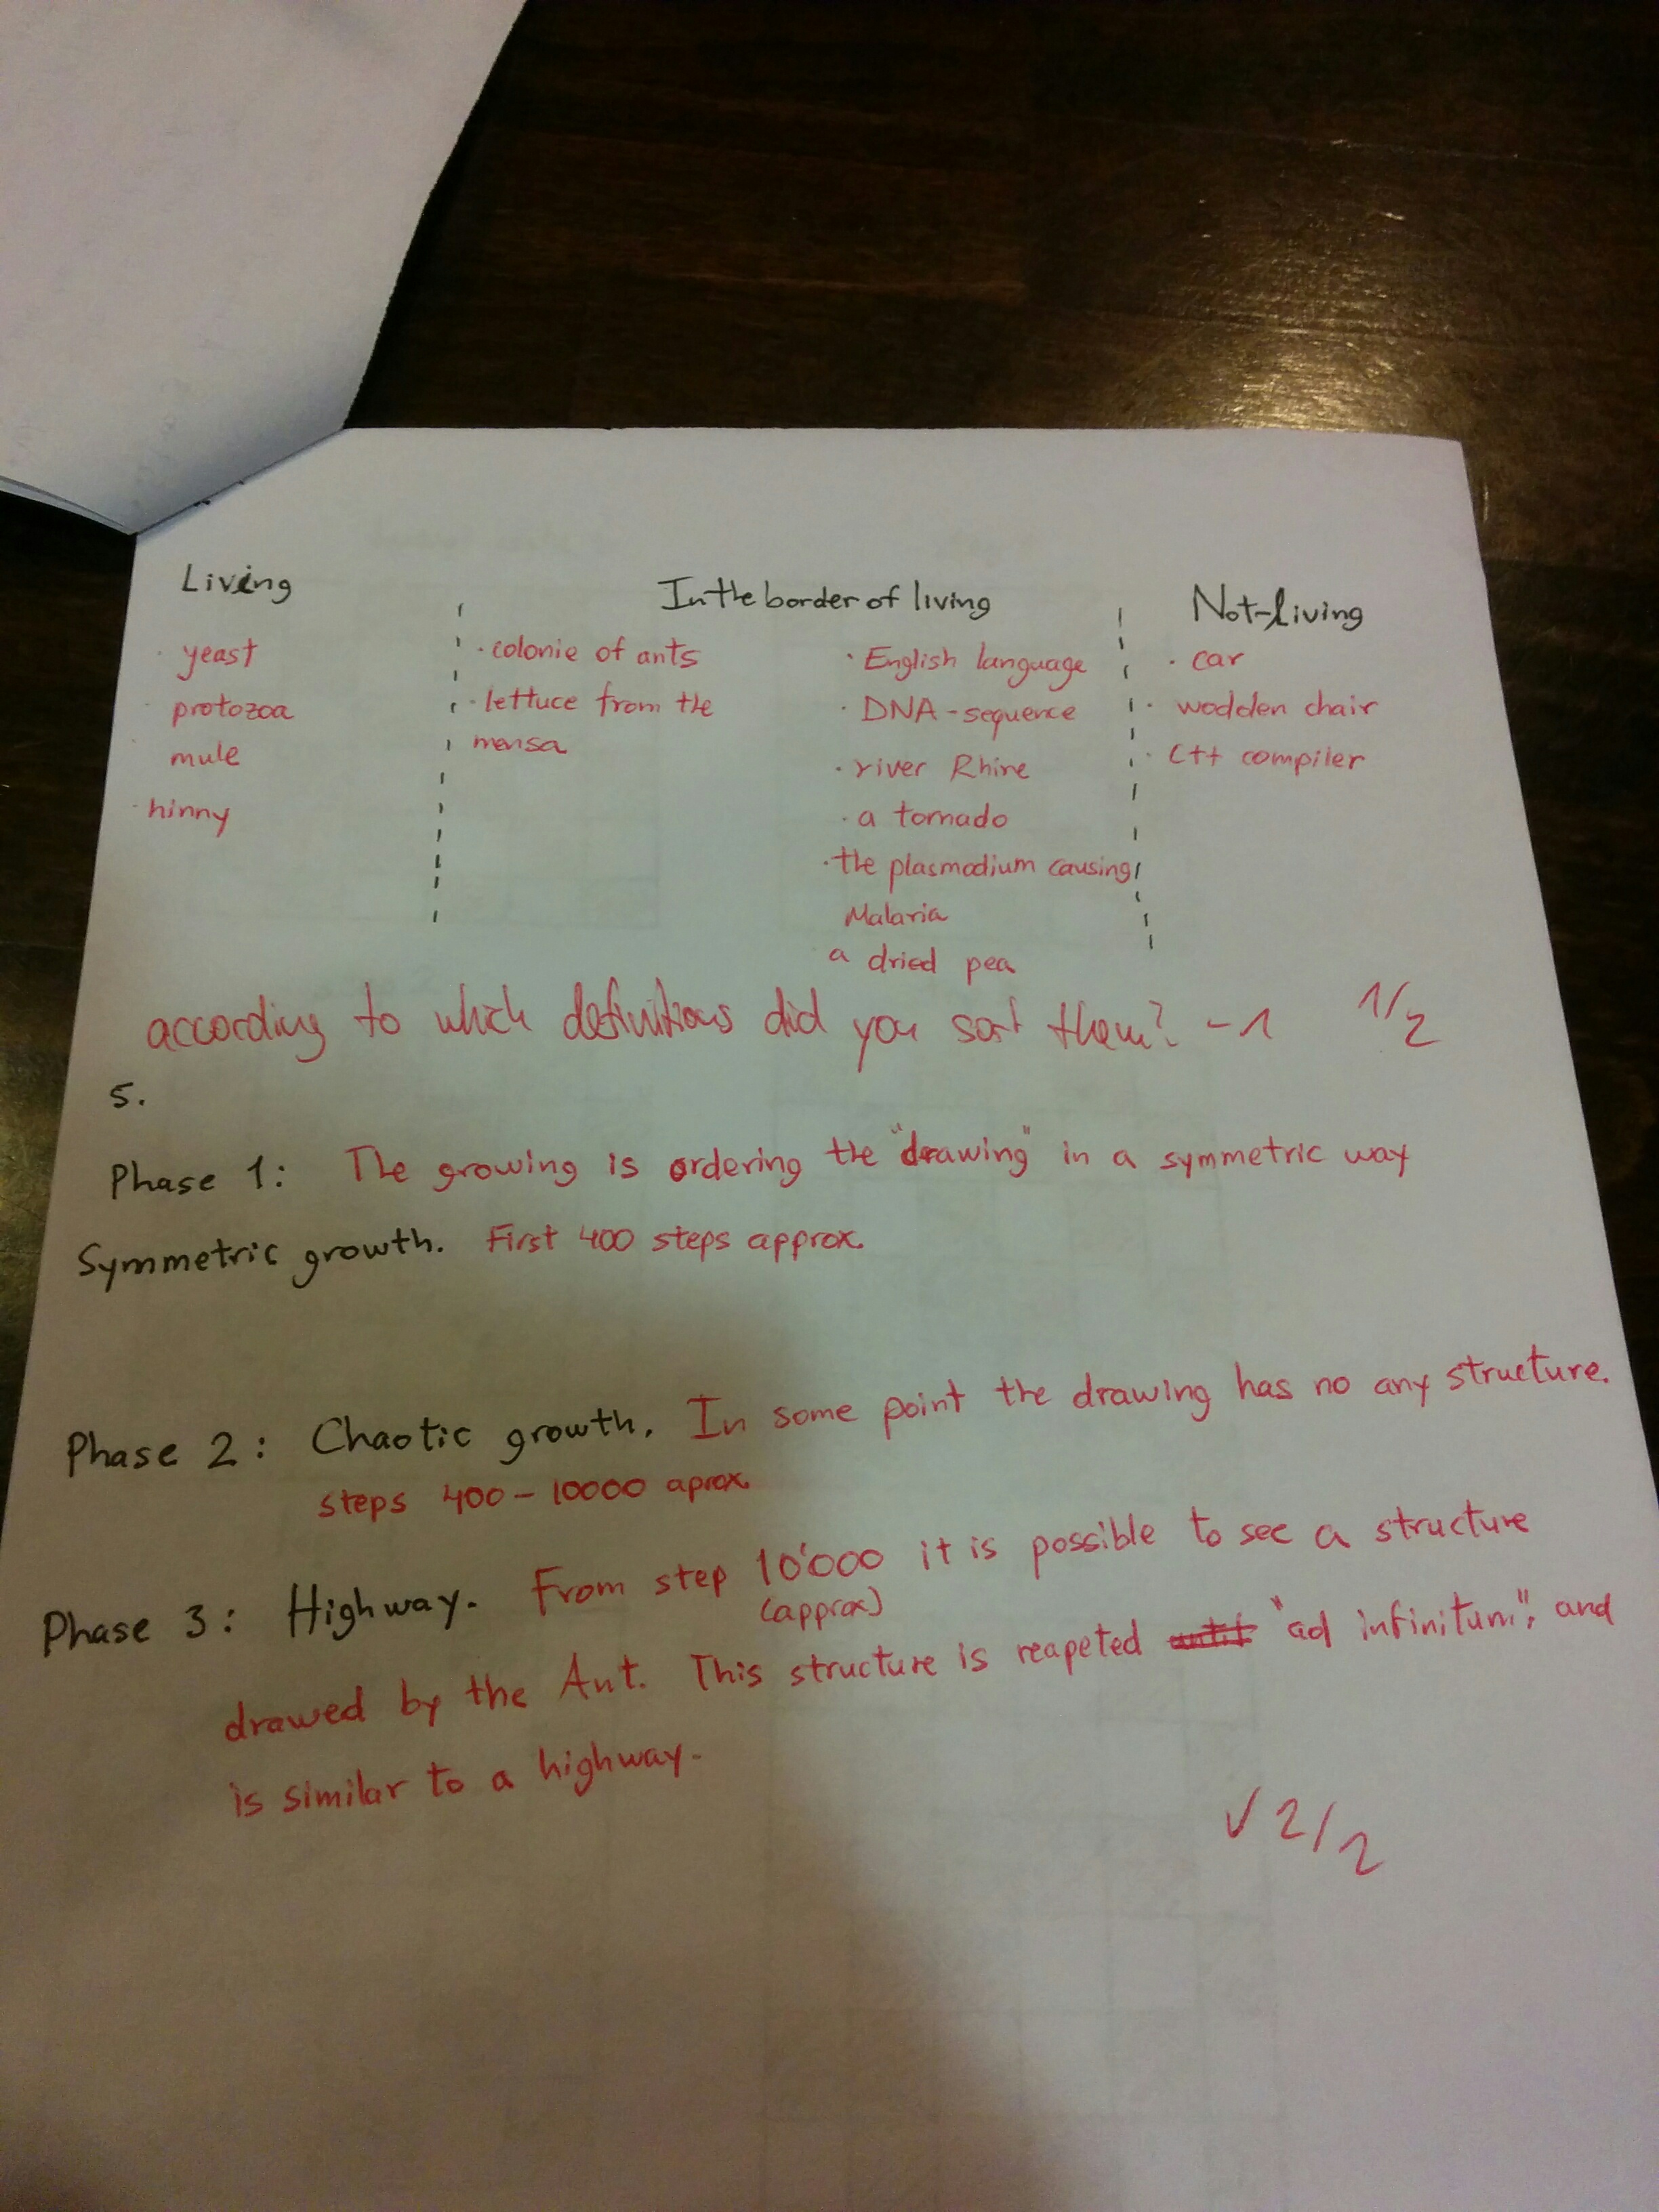 Living
In the border of living
Not-living
· yeast
· protozoa
· mule
· hinny
· colonie of ants
· lettuce from the
mensa
· English language
· DNA-sequence
· river Rhine
· a tornado
· the plasmodium causing
Malaria
a dried pea
· car
· wodden chair
· C++ compiler
according to which definitions did you sort them? -1 1/2
5.
Phase 1: The growing is ordering the "drawing" in a symmetric way
Symmetric growth. First 400 steps approx.
Phase 2: Chaotic growth. In some point the drawing has no any structure.
steps 400 - 10000 aprox.
Phase 3: Highway. From step 10'000 it is possible to see a structure
(approx)
drawed by the Ant. This structure is reapeted "ad infinitum", and
is similar to a highway.
✓ 2/2